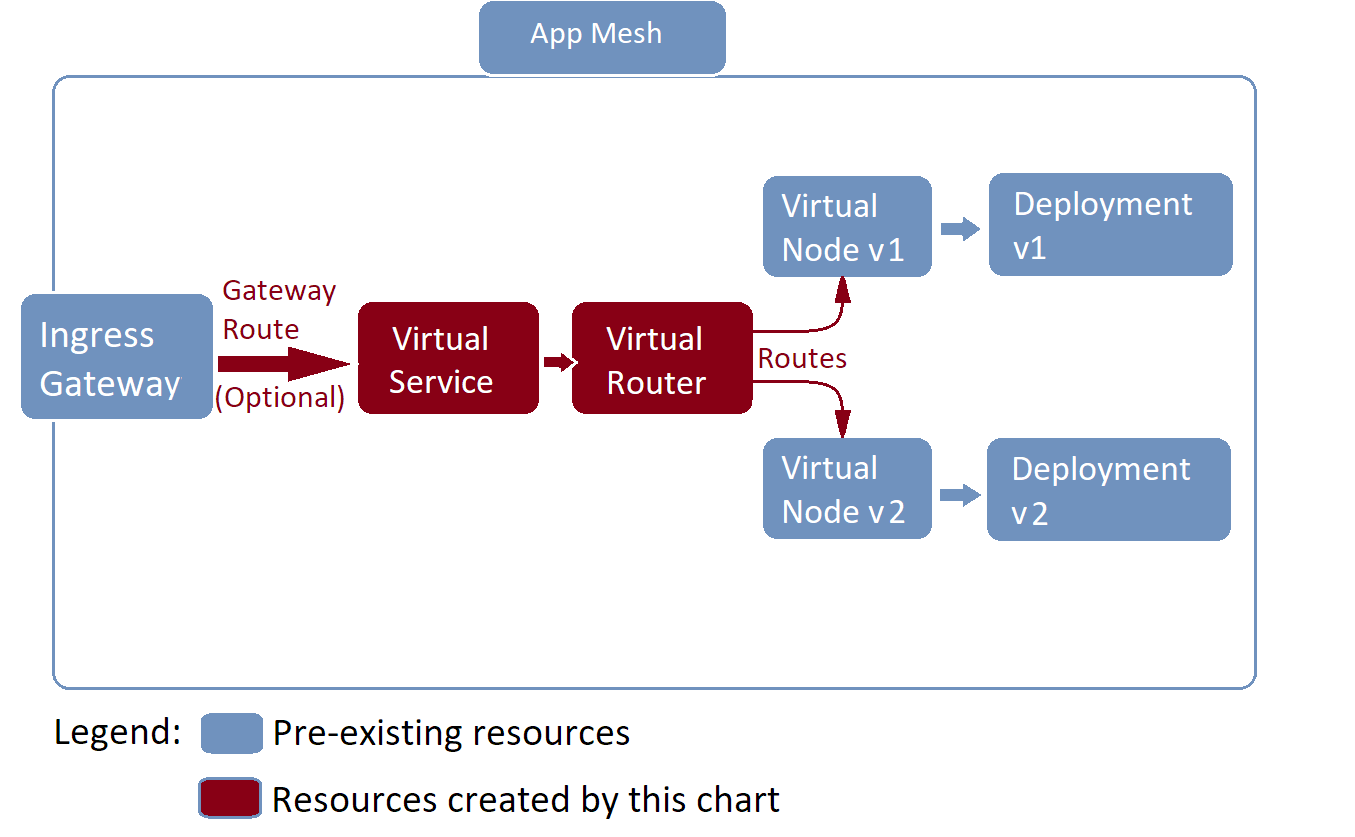 App Mesh
Virtual
Node v1
Deployment
v1
Gateway
Route
Ingress
Gateway
(Optional)
Virtual
Service
Virtual
Router
Routes
Virtual
Node v2
Deployment
v2
Legend:
Pre-existing resources
Resources created by this chart